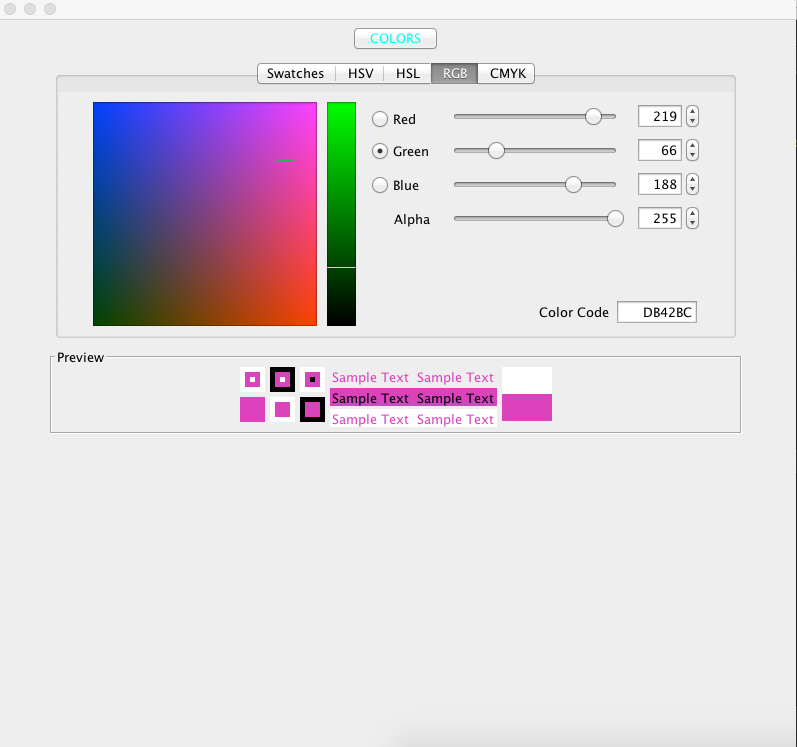 COLORS
Swatches HSV HSL RGB CMYK
Red 219
Green 66
Blue 188
Alpha 255
Color Code DB42BC
Preview
Sample Text Sample Text
Sample Text Sample Text
Sample Text Sample Text